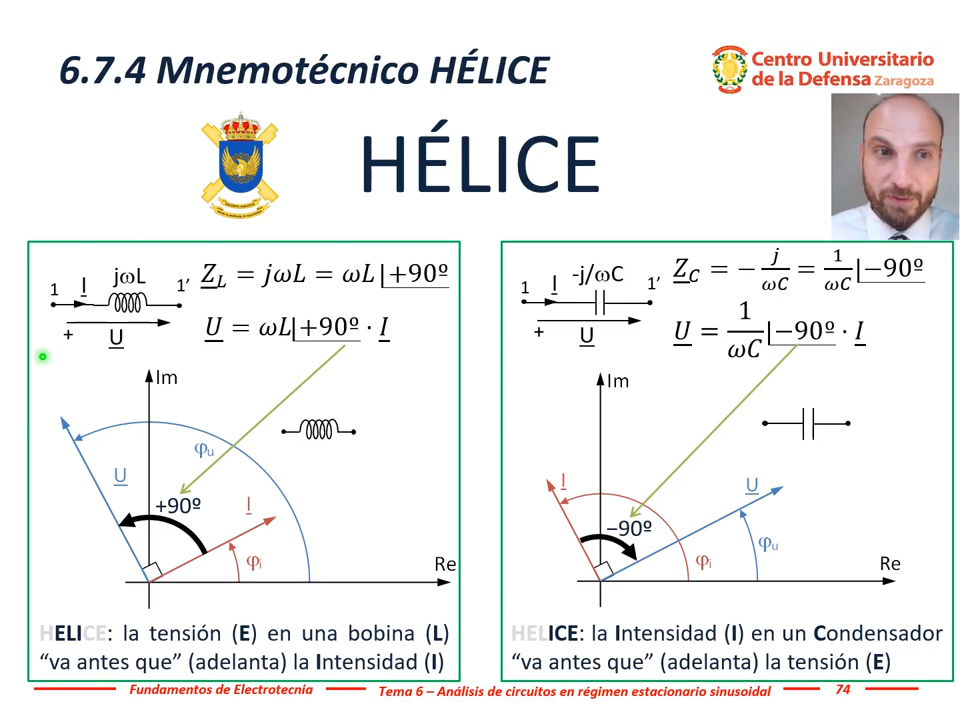 6.7.4 Mnemotécnico HÉLICE
Centro Universitario
de la Defensa Zaragoza
HÉLICE
jωL
1 I 1’
+ U
Z_L = jωL = ωL|+90º
U = ωL|+90º · I
Im
φu
U
+90º
I
φi
Re
HELICE: la tensión (E) en una bobina (L)
“va antes que” (adelanta) la Intensidad (I)
-j/ωC
1 I 1’
+ U
Z_C = − j/ωC = 1/ωC |−90º
U = 1/ωC |−90º · I
Im
I
U
−90º
φi
φu
Re
HELICE: la Intensidad (I) en un Condensador
“va antes que” (adelanta) la tensión (E)
Fundamentos de Electrotecnia
Tema 6 – Análisis de circuitos en régimen estacionario sinusoidal
74